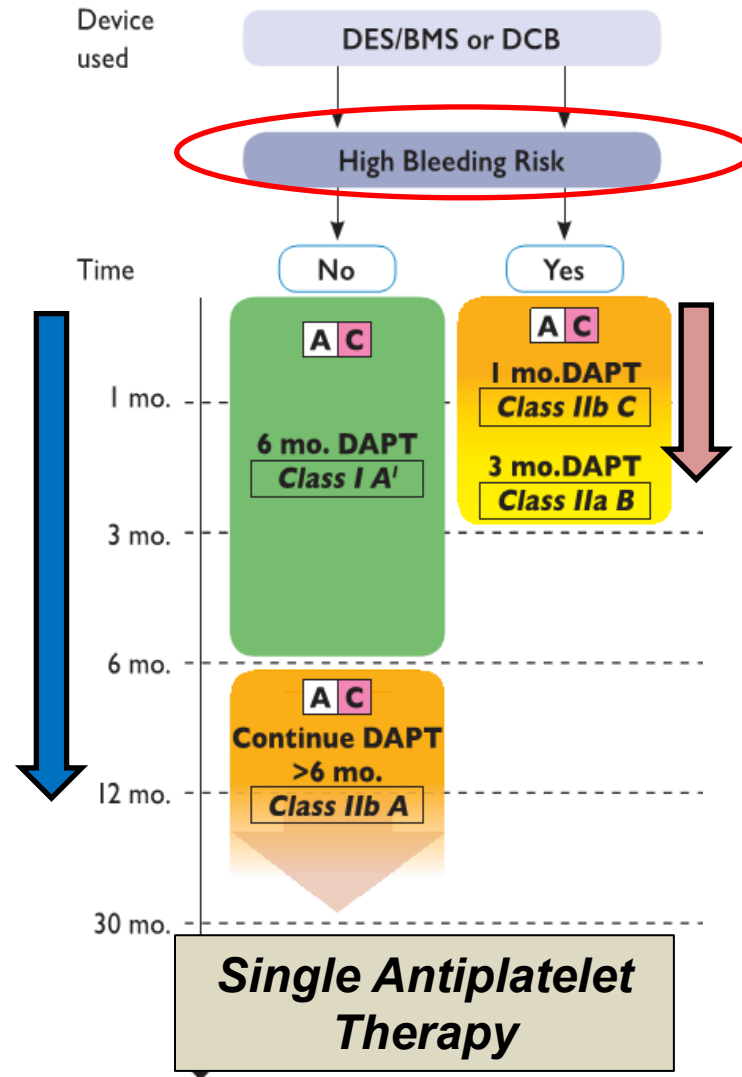 Device
used
DES/BMS or DCB
High Bleeding Risk
Time
No
Yes
A C
A C
1 mo.DAPT
1 mo.
Class IIb C
6 mo. DAPT
Class I A¹
3 mo.DAPT
Class IIa B
3 mo.
6 mo.
A C
Continue DAPT
>6 mo.
12 mo.
Class IIb A
30 mo.
Single Antiplatelet
Therapy